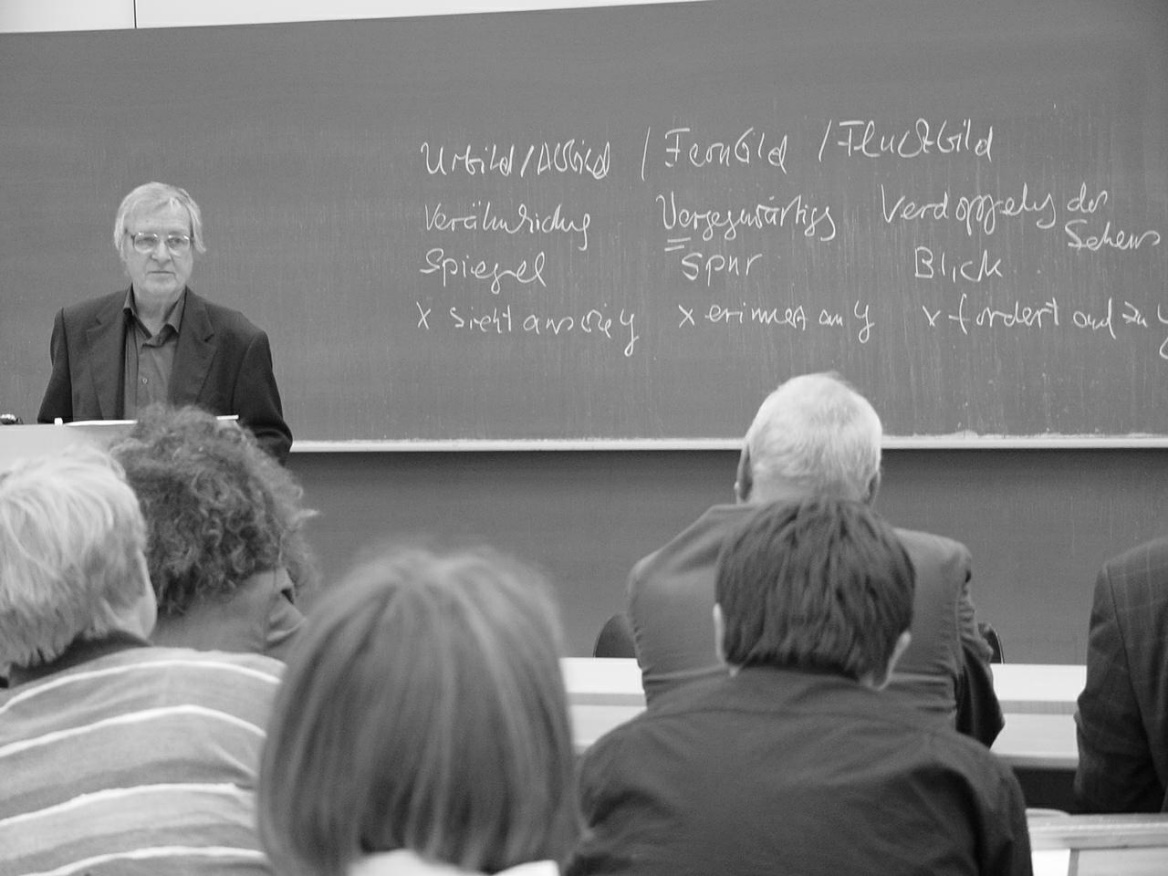 Urbild/Abbild / Fernbild / Fluchtbild
Verähnlichung Vergegenwärtigg Verdoppelung des Sehens
Spiegel Spur Blick
x sieht aus wie y x erinnert an y x fordert auf zu y